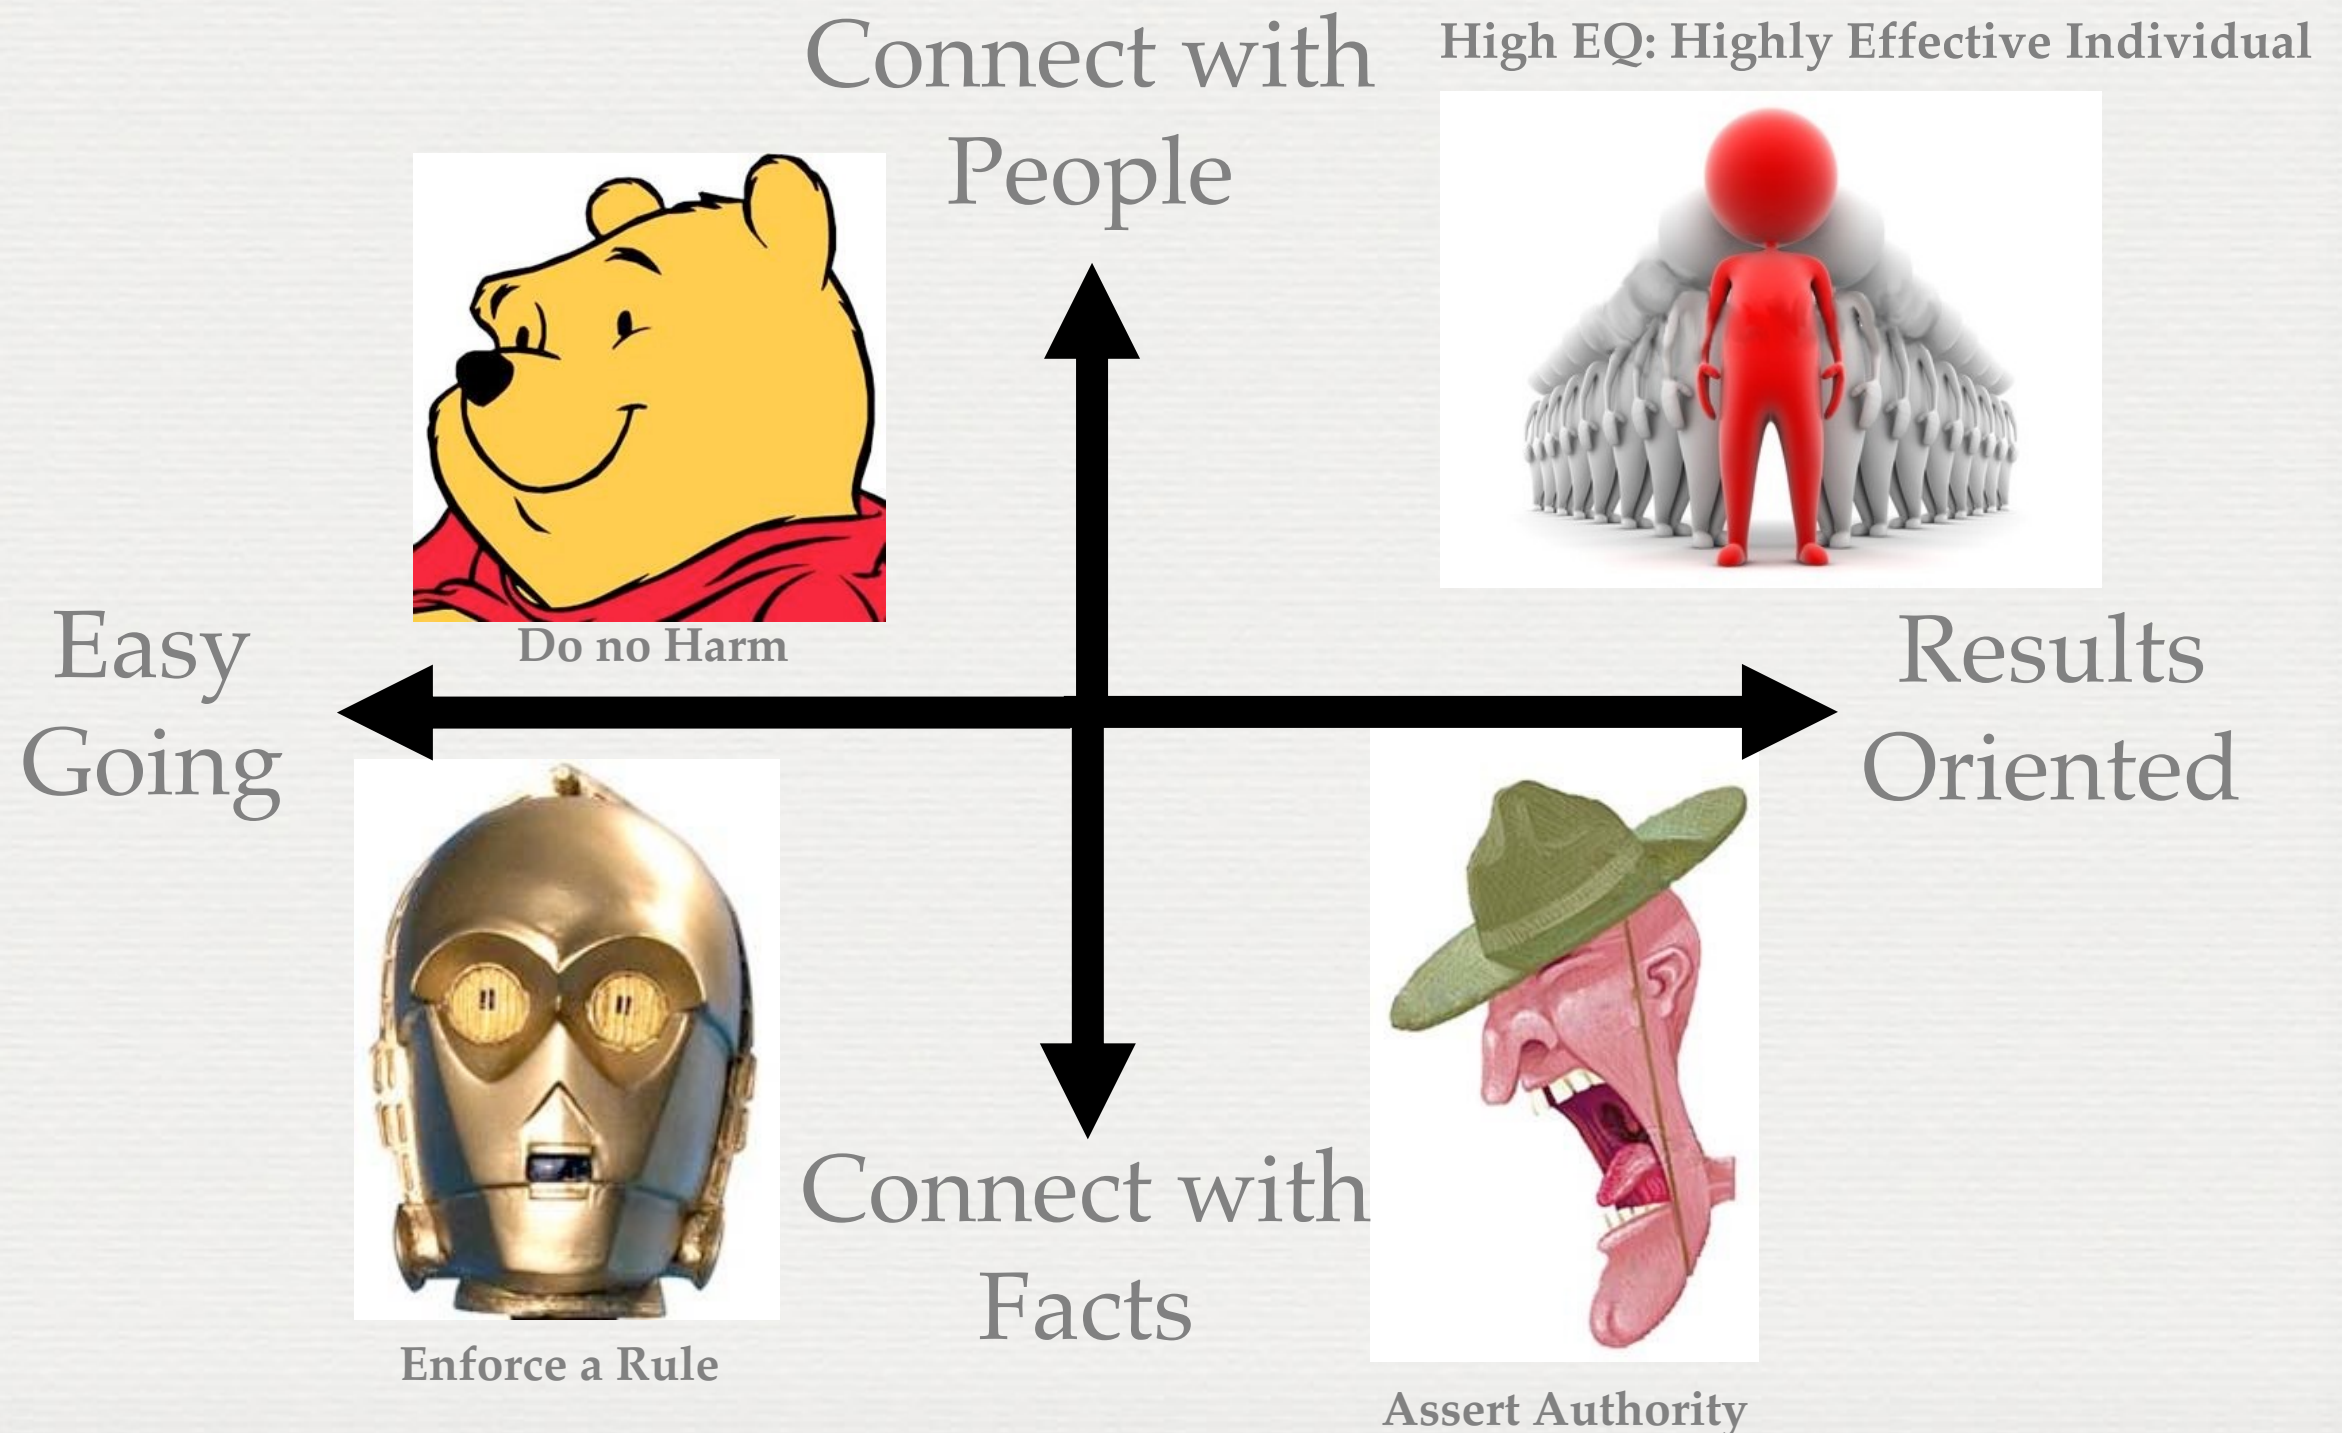 Connect with
People
High EQ: Highly Effective Individual
Do no Harm
Easy
Going
Results
Oriented
Connect with
Facts
Enforce a Rule
Assert Authority